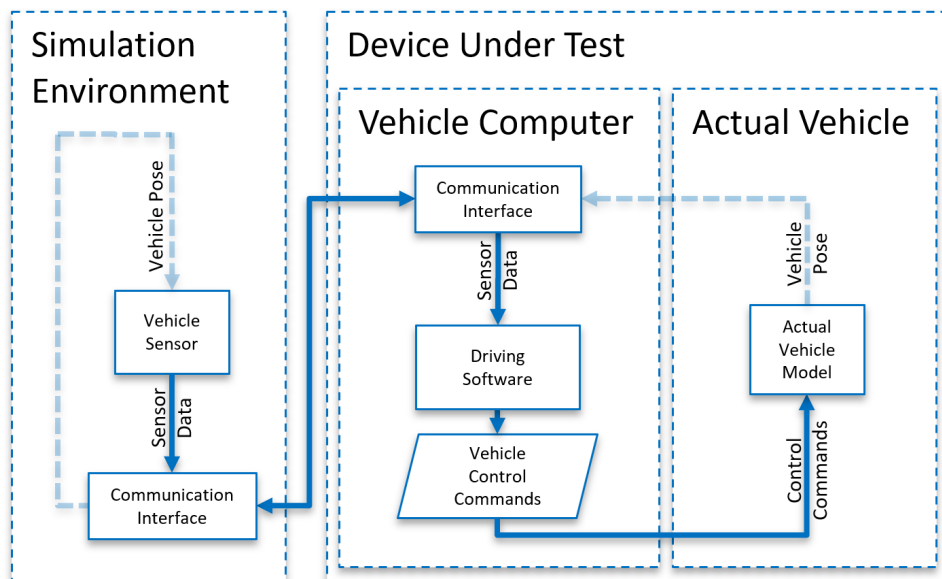 Simulation
Environment
Vehicle Pose
Vehicle
Sensor
Sensor
Data
Communication
Interface
Device Under Test
Vehicle Computer
Communication
Interface
Sensor
Data
Driving
Software
Vehicle
Control
Commands
Actual Vehicle
Vehicle
Pose
Actual
Vehicle
Model
Control
Commands